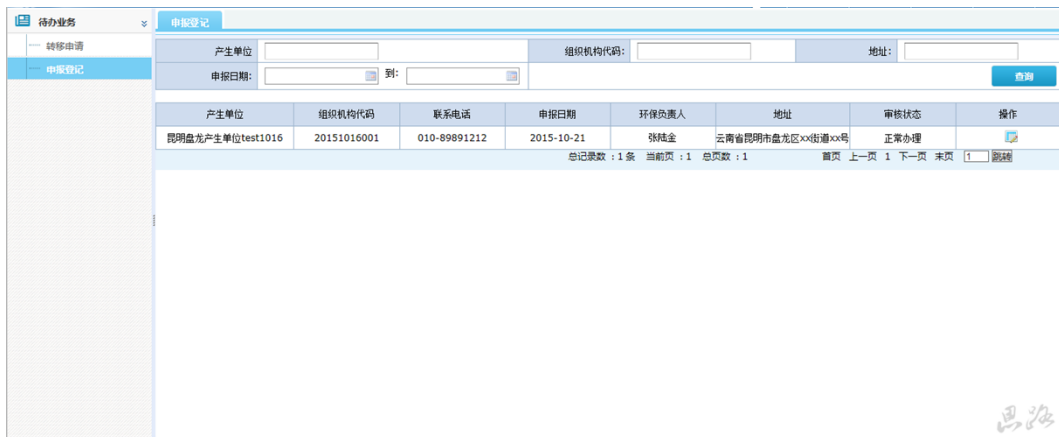 待办业务
申报登记
转移申请
申报登记
产生单位
组织机构代码:
地址:
申报日期:
到:
查询
产生单位 组织机构代码 联系电话 申报日期 环保负责人 地址 审核状态 操作
昆明盘龙产生单位test1016 20151016001 010-89891212 2015-10-21 张陆金 云南省昆明市盘龙区xx街道xx号 正常办理
总记录数 :1条 当前页 :1 总页数 :1 首页 上一页 1 下一页 末页 1 跳转
思路